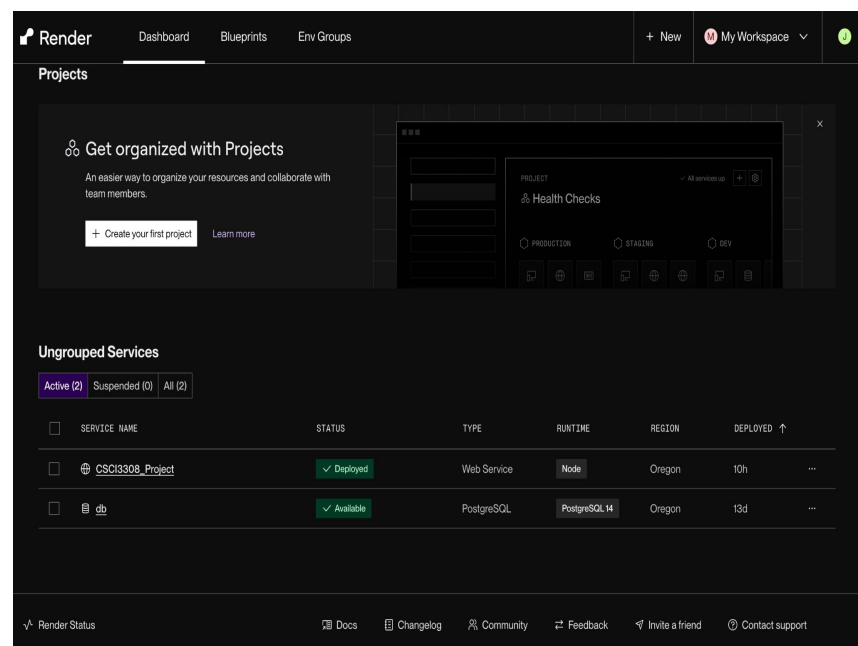 Render
Dashboard
Blueprints
Env Groups
+ New
M My Workspace
J
Projects
Get organized with Projects
An easier way to organize your resources and collaborate with
team members.
+ Create your first project
Learn more
PROJECT
Health Checks
✓ All services up
PRODUCTION
STAGING
DEV
Ungrouped Services
Active (2)
Suspended (0)
All (2)
SERVICE NAME STATUS TYPE RUNTIME REGION DEPLOYED ↑
CSCI3308_Project ✓ Deployed Web Service Node Oregon 10h ...
db ✓ Available PostgreSQL PostgreSQL 14 Oregon 13d ...
Render Status
Docs
Changelog
Community
Feedback
Invite a friend
Contact support